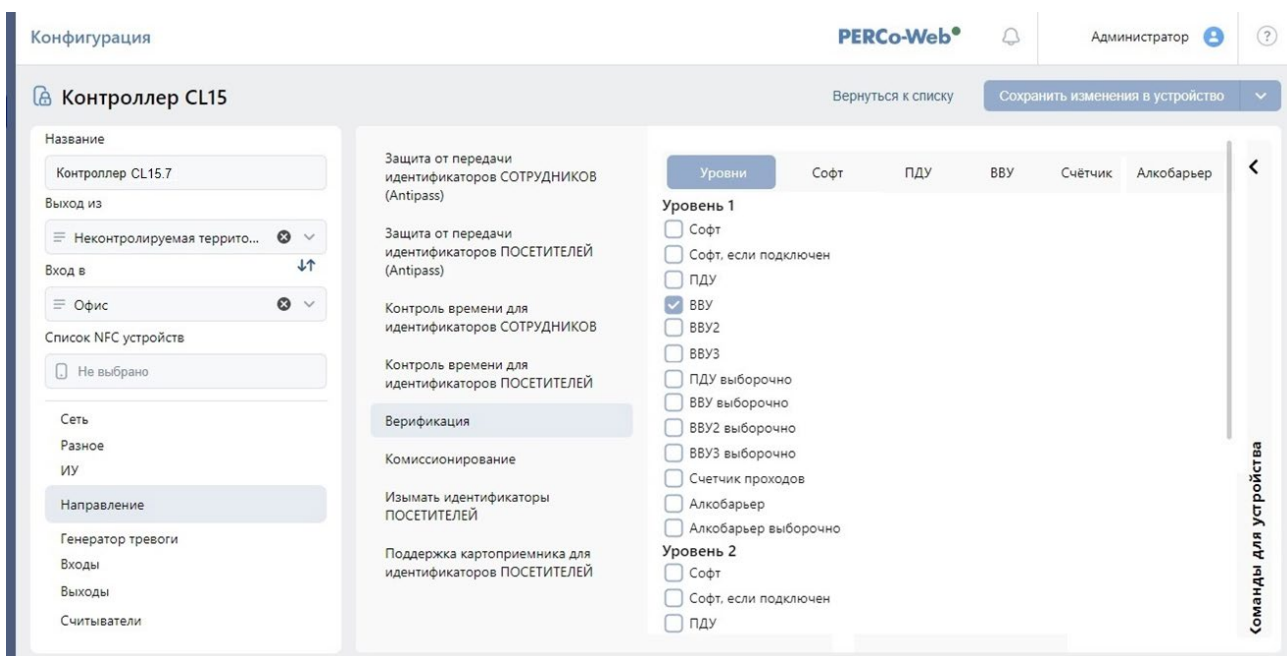 Конфигурация
PERCo-Web
Администратор
?
Контроллер CL15
Вернуться к списку
Сохранить изменения в устройство
Название
Контроллер CL15.7
Выход из
Неконтролируемая террито...
Вход в
Офис
Список NFC устройств
Не выбрано
Сеть
Разное
ИУ
Направление
Генератор тревоги
Входы
Выходы
Считыватели
Защита от передачи
идентификаторов СОТРУДНИКОВ
(Antipass)
Защита от передачи
идентификаторов ПОСЕТИТЕЛЕЙ
(Antipass)
Контроль времени для
идентификаторов СОТРУДНИКОВ
Контроль времени для
идентификаторов ПОСЕТИТЕЛЕЙ
Верификация
Комиссионирование
Изымать идентификаторы
ПОСЕТИТЕЛЕЙ
Поддержка картоприемника для
идентификаторов ПОСЕТИТЕЛЕЙ
Уровни
Софт
ПДУ
ВВУ
Счётчик
Алкобарьер
Уровень 1
Софт
Софт, если подключен
ПДУ
ВВУ
ВВУ2
ВВУ3
ПДУ выборочно
ВВУ выборочно
ВВУ2 выборочно
ВВУ3 выборочно
Счетчик проходов
Алкобарьер
Алкобарьер выборочно
Уровень 2
Софт
Софт, если подключен
ПДУ
Команды для устройства